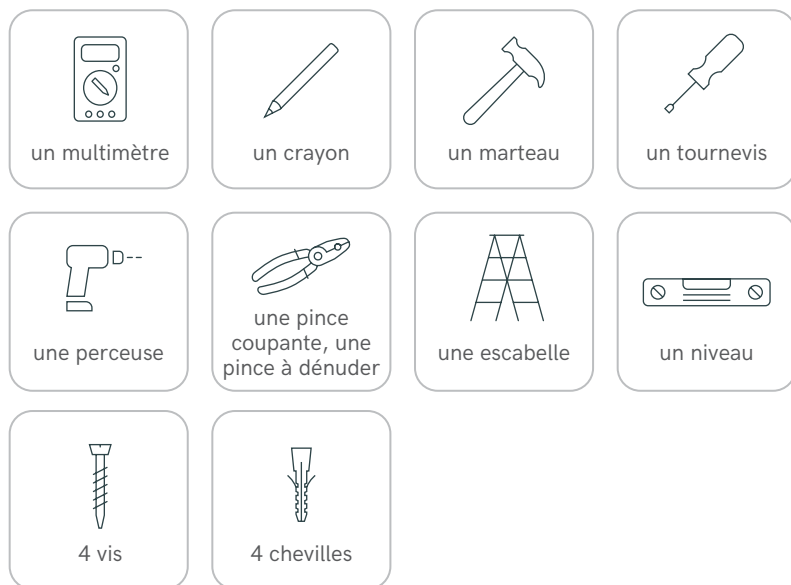 un multimètre
un crayon
un marteau
un tournevis
une perceuse
une pince
coupante, une
pince à dénuder
une escabelle
un niveau
4 vis
4 chevilles